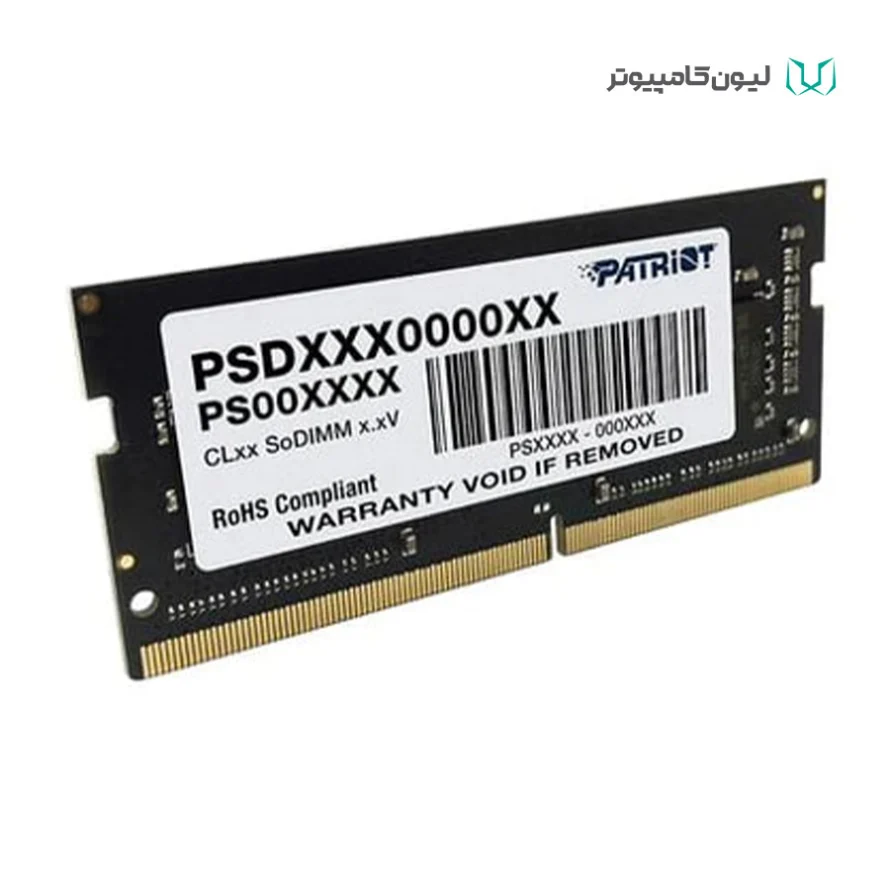 لیون‌کامپیوتر
PATRIOT
PSDXXX0000XX
PS00XXXX
CLxx SoDIMM x.xV
PSXXXX - 000XXX
RoHS Compliant
WARRANTY VOID IF REMOVED